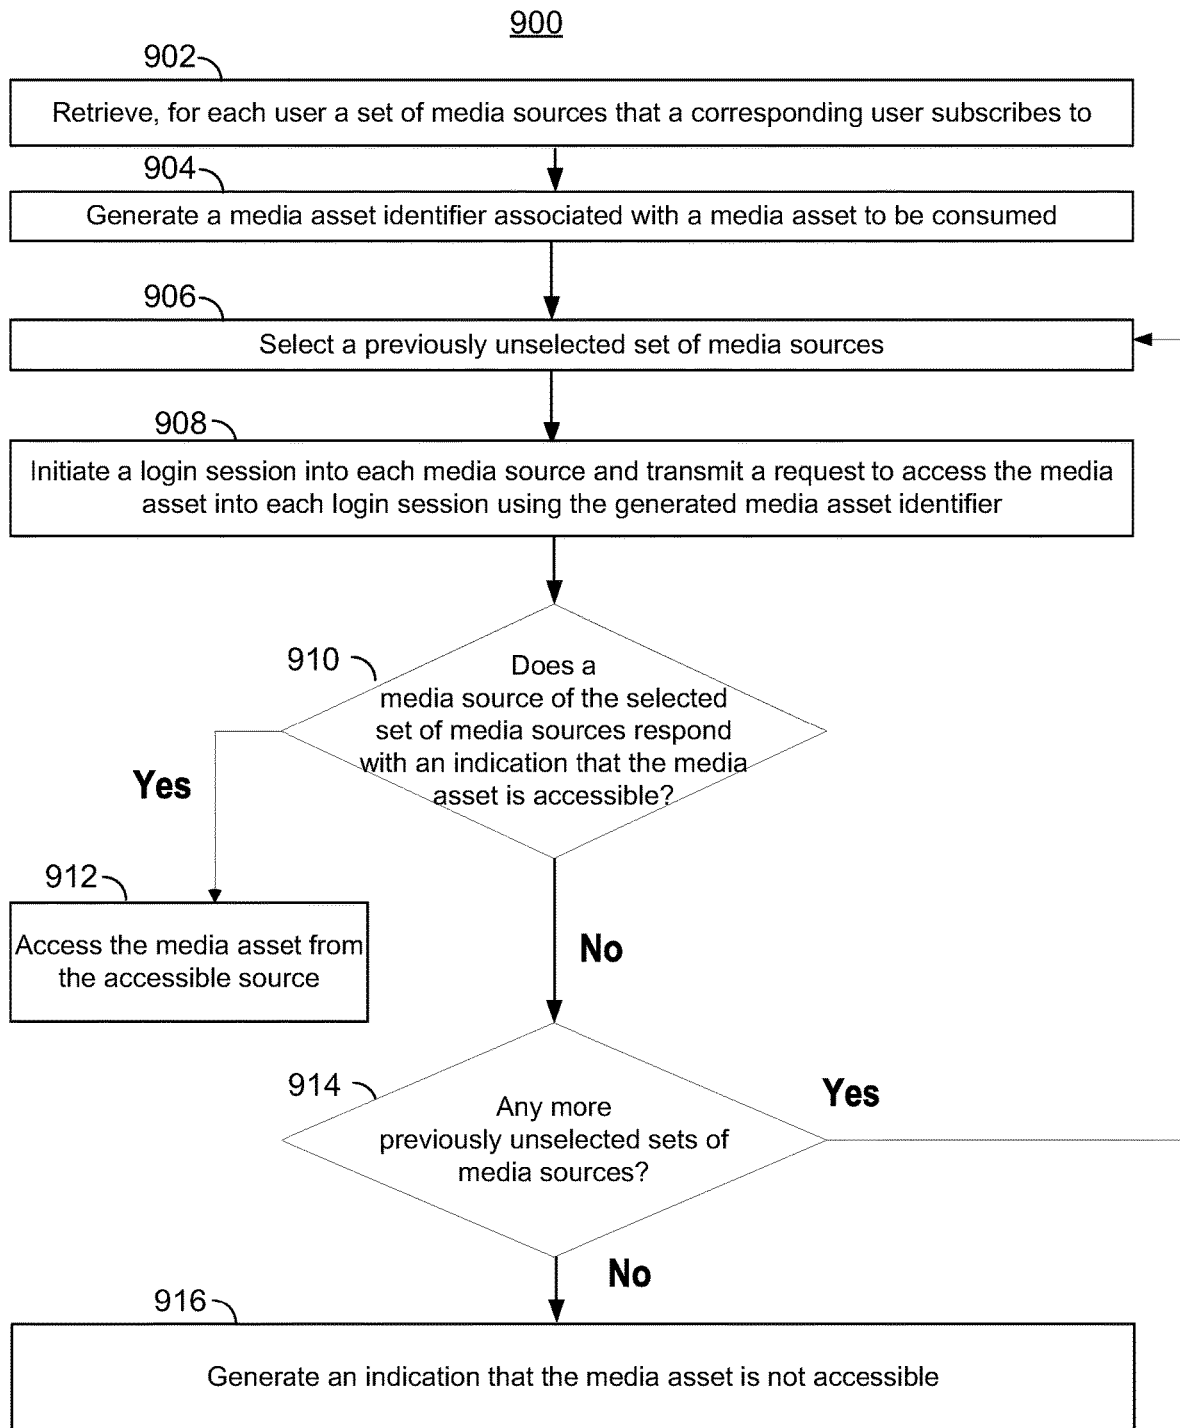 900
902
Retrieve, for each user a set of media sources that a corresponding user subscribes to
904
Generate a media asset identifier associated with a media asset to be consumed
906
Select a previously unselected set of media sources
908
Initiate a login session into each media source and transmit a request to access the media
asset into each login session using the generated media asset identifier
910
Does a
media source of the selected
set of media sources respond
with an indication that the media
asset is accessible?
Yes
912
Access the media asset from
the accessible source
No
914
Any more
previously unselected sets of
media sources?
Yes
No
916
Generate an indication that the media asset is not accessible